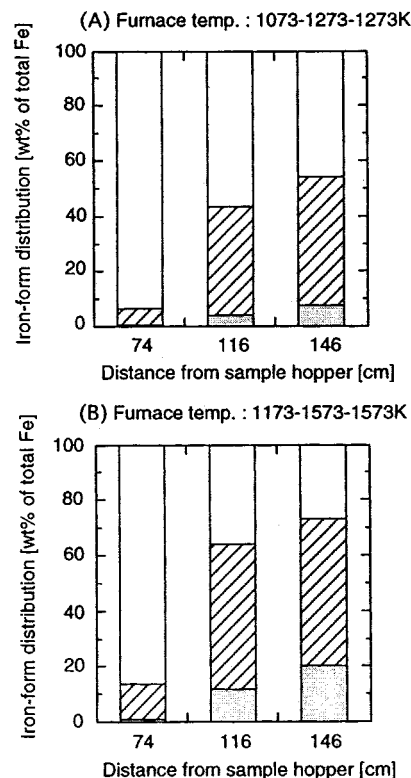 (A) Furnace temp. : 1073-1273-1273K
Iron-form distribution [wt% of total Fe]
100
80
60
40
20
0
74 116 146
Distance from sample hopper [cm]
(B) Furnace temp. : 1173-1573-1573K
Iron-form distribution [wt% of total Fe]
100
80
60
40
20
0
74 116 146
Distance from sample hopper [cm]